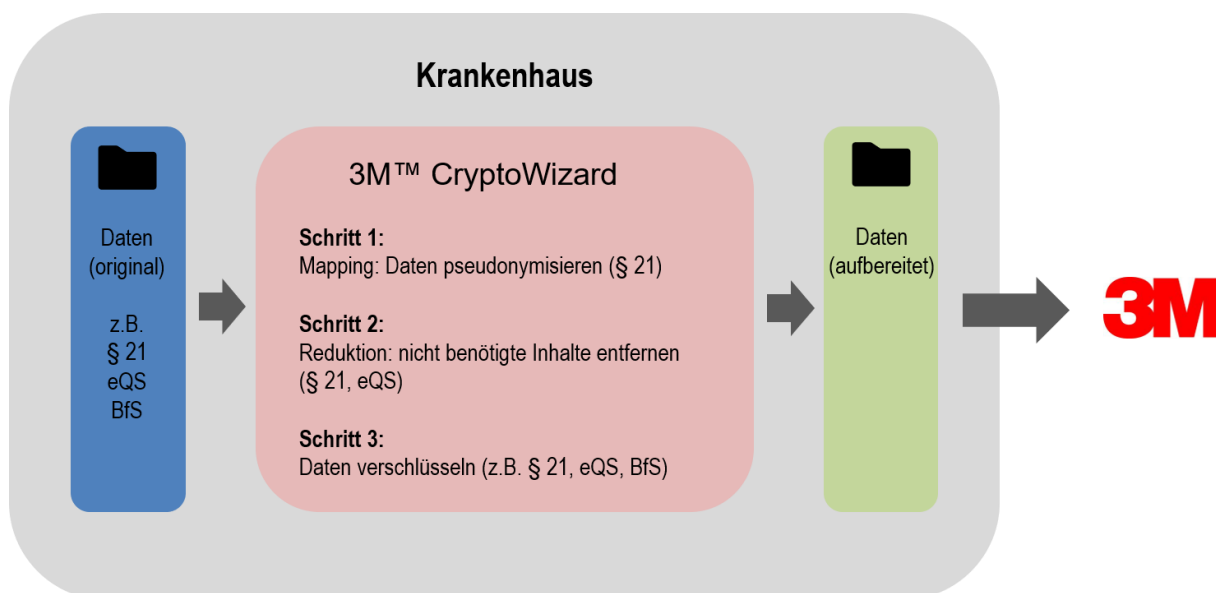 Krankenhaus
Daten
(original)
z.B.
§ 21
eQS
BfS
3M™ CryptoWizard
Schritt 1:
Mapping: Daten pseudonymisieren (§ 21)
Schritt 2:
Reduktion: nicht benötigte Inhalte entfernen
(§ 21, eQS)
Schritt 3:
Daten verschlüsseln (z.B. § 21, eQS, BfS)
Daten
(aufbereitet)
3M